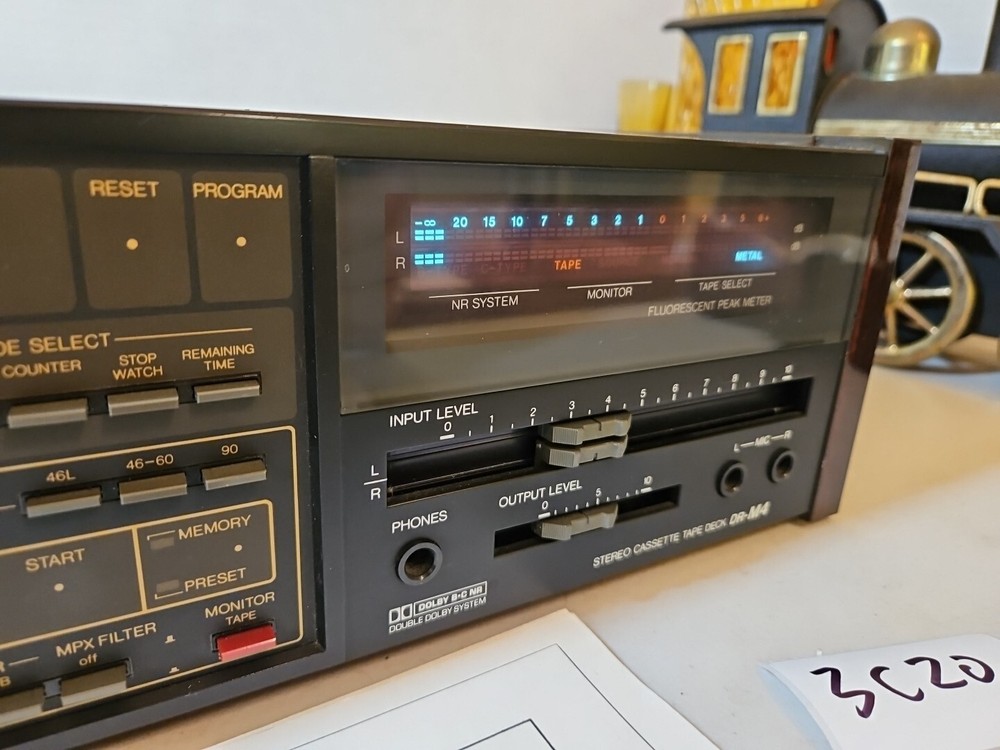 RESET PROGRAM
-∞ 20 15 10 7 5 3 2 1 0 1 2 3 5 6+
L
R
C-TYPE TAPE METAL
NR SYSTEM MONITOR TAPE SELECT
FLUORESCENT PEAK METER
DE SELECT
COUNTER STOP WATCH REMAINING TIME
INPUT LEVEL
0 1 2 3 4 5 6 7 8 9 10
L
R
L—MIC—R
46L 46-60 90
OUTPUT LEVEL
0 5 10
PHONES
STEREO CASSETTE TAPE DECK DR-M4
START
MEMORY
PRESET
DOLBY B·C NR
DOUBLE DOLBY SYSTEM
MONITOR
TAPE
MPX FILTER
off
B
3C20